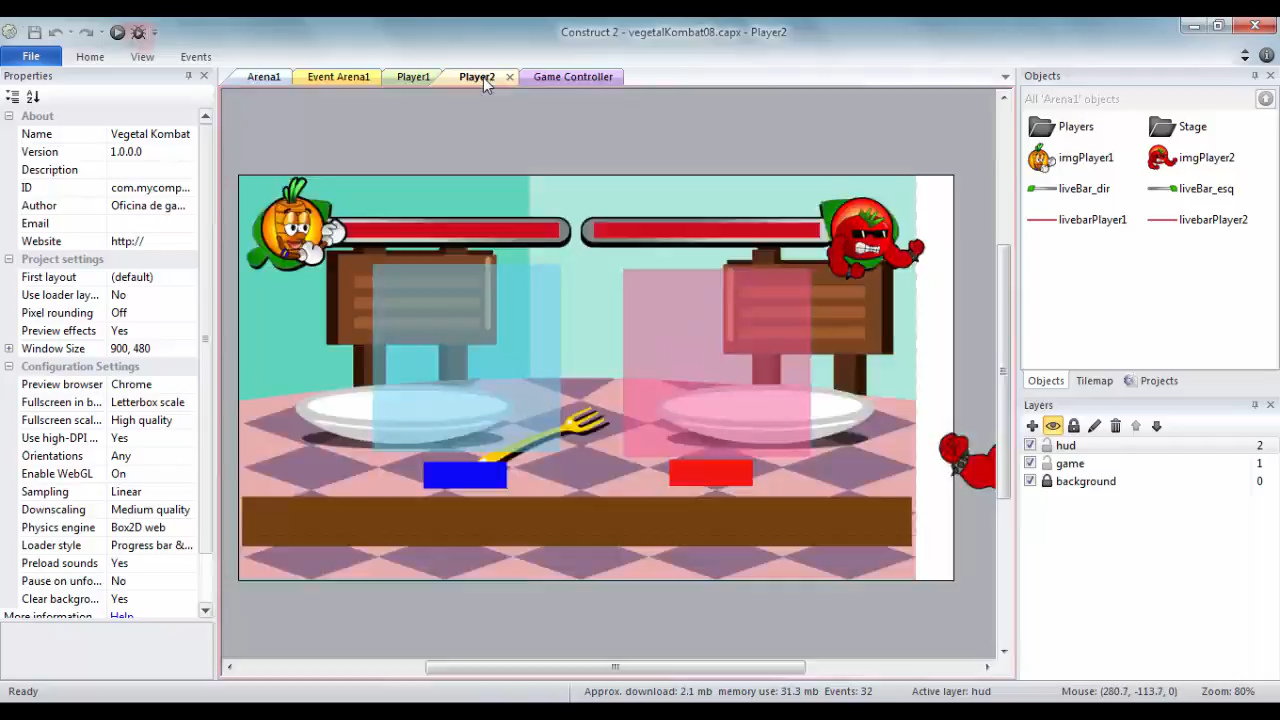 Construct 2 - vegetalKombat08.capx - Player2
File Home View Events
Properties
Arena1 Event Arena1 Player1 Player2 Game Controller
Objects
About
Name Vegetal Kombat
Version 1.0.0.0
Description
ID com.mycomp...
Author Oficina de ga...
Email
Website http://
Project settings
First layout (default)
Use loader lay... No
Pixel rounding Off
Preview effects Yes
Window Size 900, 480
Configuration Settings
Preview browser Chrome
Fullscreen in b... Letterbox scale
Fullscreen scal... High quality
Use high-DPI ... Yes
Orientations Any
Enable WebGL On
Sampling Linear
Downscaling Medium quality
Physics engine Box2D web
Loader style Progress bar &...
Preload sounds Yes
Pause on unfo... No
Clear backgro... Yes
More information Help
All 'Arena1' objects
Players Stage
imgPlayer1 imgPlayer2
liveBar_dir liveBar_esq
livebarPlayer1 livebarPlayer2
Objects Tilemap Projects
Layers
hud 2
game 1
background 0
Ready Approx. download: 2.1 mb memory use: 31.3 mb Events: 32 Active layer: hud Mouse: (280.7, -113.7, 0) Zoom: 80%